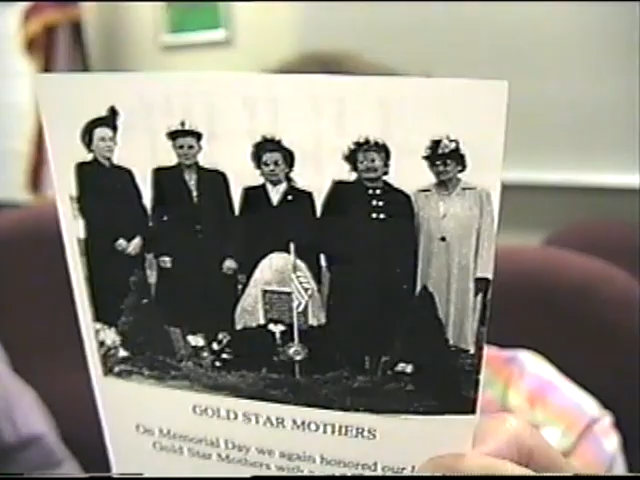 GOLD STAR MOTHERS
On Memorial Day we again honored our
Gold Star Mothers with